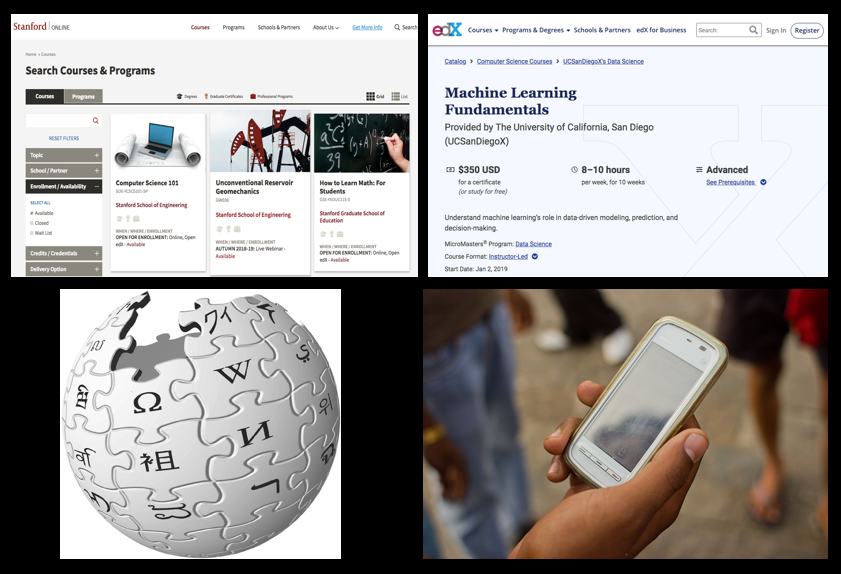 Stanford | ONLINE
Courses Programs Schools & Partners About Us Get More Info Search
Home » Courses
Search Courses & Programs
Courses Programs
Degrees Graduate Certificates Professional Programs Grid List
RESET FILTERS
Topic +
School / Partner +
Enrollment / Availability –
SELECT ALL
Available
Closed
Wait List
Credits / Credentials +
Delivery Option +
Computer Science 101
Stanford School of Engineering
WHEN / WHERE / ENROLLMENT
OPEN FOR ENROLLMENT: Online, Open
edX - Available
Unconventional Reservoir
Geomechanics
Stanford School of Engineering
WHEN / WHERE / ENROLLMENT
AUTUMN 2018-19: Live Webinar -
Available
How to Learn Math: For
Students
Stanford Graduate School of
Education
WHEN / WHERE / ENROLLMENT
OPEN FOR ENROLLMENT: Online, Open
edX - Available
edX Courses Programs & Degrees Schools & Partners edX for Business Search: Sign In Register
Catalog > Computer Science Courses > UCSanDiegoX's Data Science
Machine Learning
Fundamentals
Provided by The University of California, San Diego
(UCSanDiegoX)
$350 USD
for a certificate
(or study for free)
8–10 hours
per week, for 10 weeks
Advanced
See Prerequisites
Understand machine learning's role in data-driven modeling, prediction, and
decision-making.
MicroMasters® Program: Data Science
Course Format: Instructor-Led
Start Date: Jan 2, 2019
Ω W
祖 И